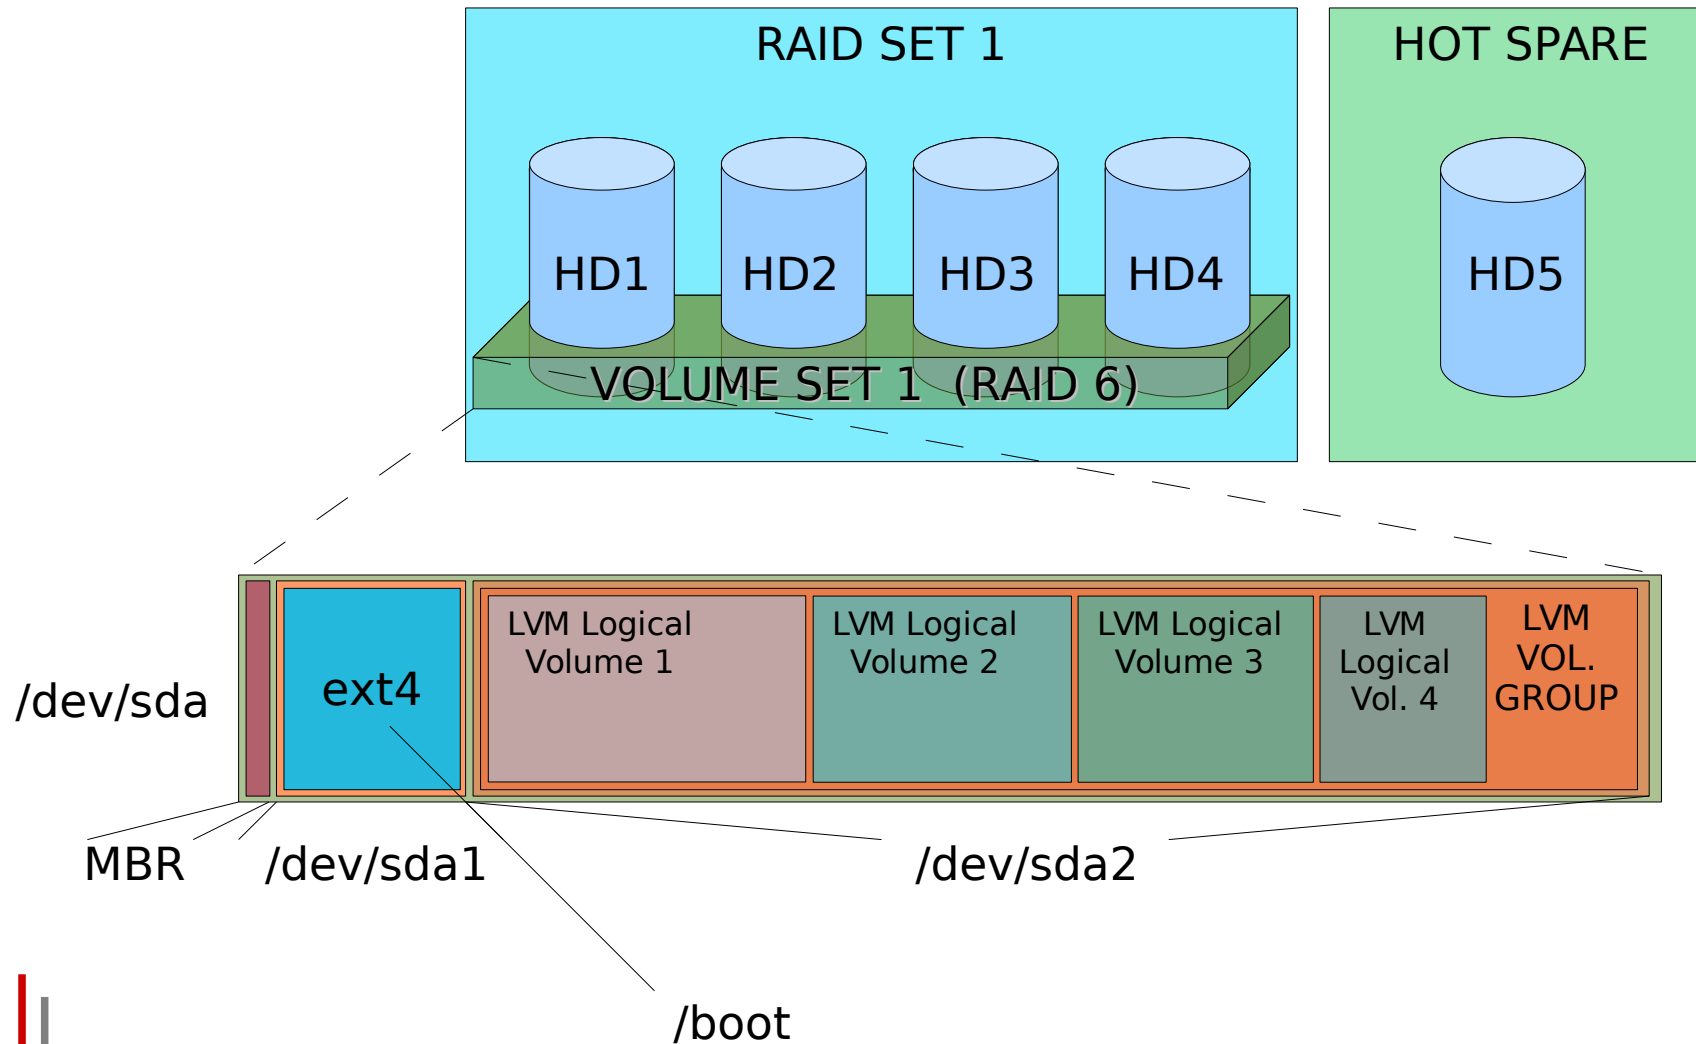 RAID SET 1
HOT SPARE
HD1
HD2
HD3
HD4
HD5
VOLUME SET 1  (RAID 6)
/dev/sda
ext4
LVM Logical
Volume 1
LVM Logical
Volume 2
LVM Logical
Volume 3
LVM
Logical
Vol. 4
LVM
VOL.
GROUP
MBR
/dev/sda1
/dev/sda2
/boot